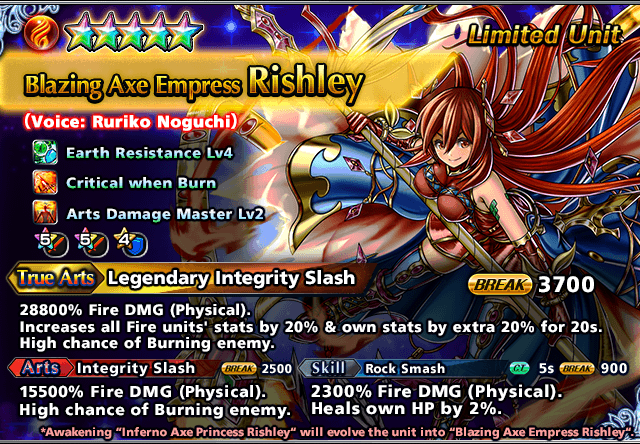 Limited Unit
Blazing Axe Empress Rishley
(Voice: Ruriko Noguchi)
Earth Resistance Lv4
Critical when Burn
Arts Damage Master Lv2
5 5 4
True Arts Legendary Integrity Slash BREAK 3700
28800% Fire DMG (Physical).
Increases all Fire units' stats by 20% & own stats by extra 20% for 20s.
High chance of Burning enemy.
Arts Integrity Slash BREAK 2500
15500% Fire DMG (Physical).
High chance of Burning enemy.
Skill Rock Smash CT 5s BREAK 900
2300% Fire DMG (Physical).
Heals own HP by 2%.
*Awakening "Inferno Axe Princess Rishley" will evolve the unit into "Blazing Axe Empress Rishley"